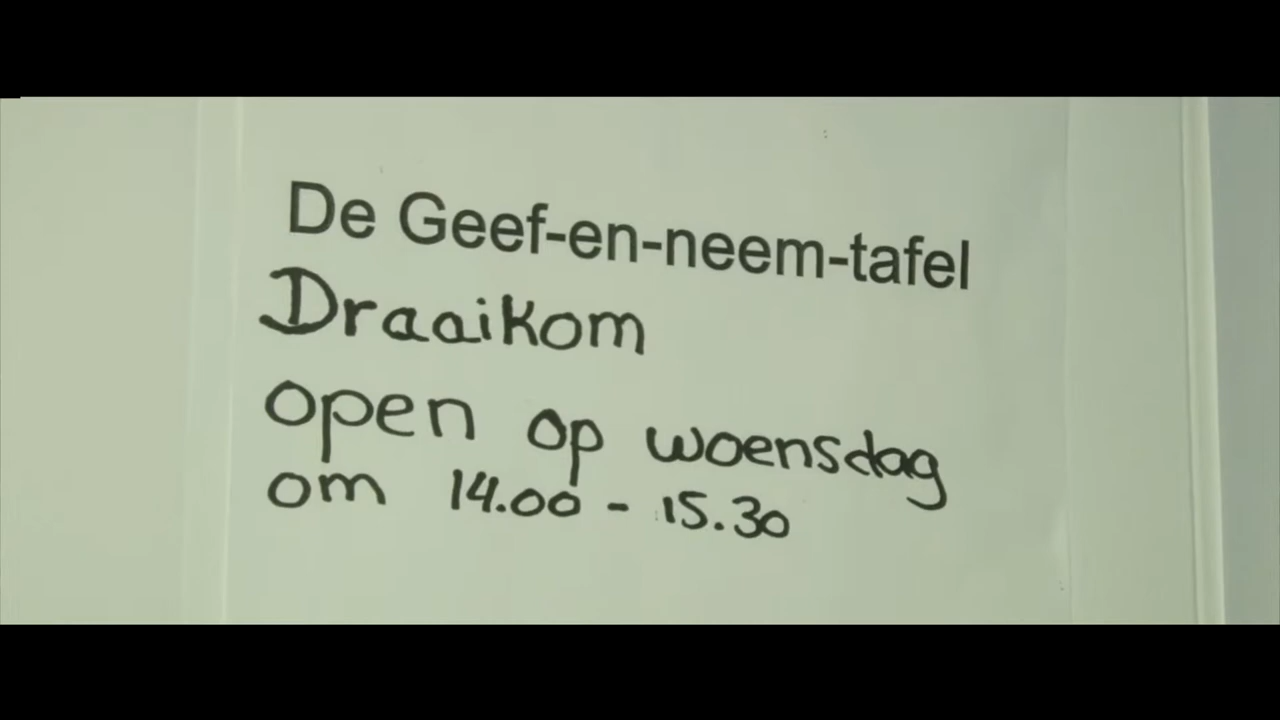 De Geef-en-neem-tafel
Draaikom
open op woensdag
om 14.00 - 15.30